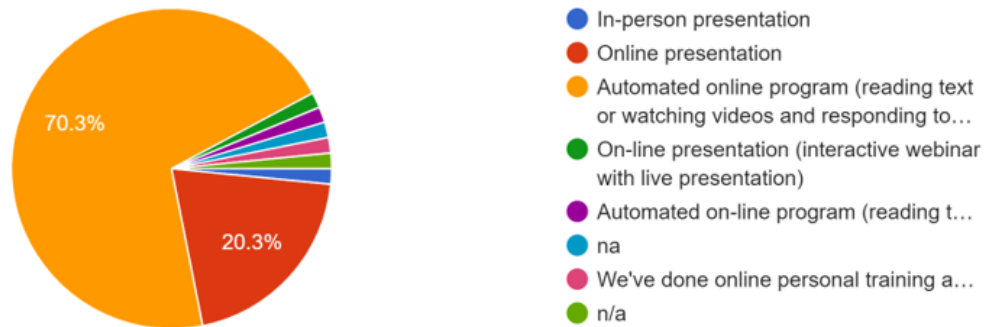 70.3%
20.3%
In-person presentation
Online presentation
Automated online program (reading text
or watching videos and responding to…
On-line presentation (interactive webinar
with live presentation)
Automated on-line program (reading t…
na
We've done online personal training a…
n/a